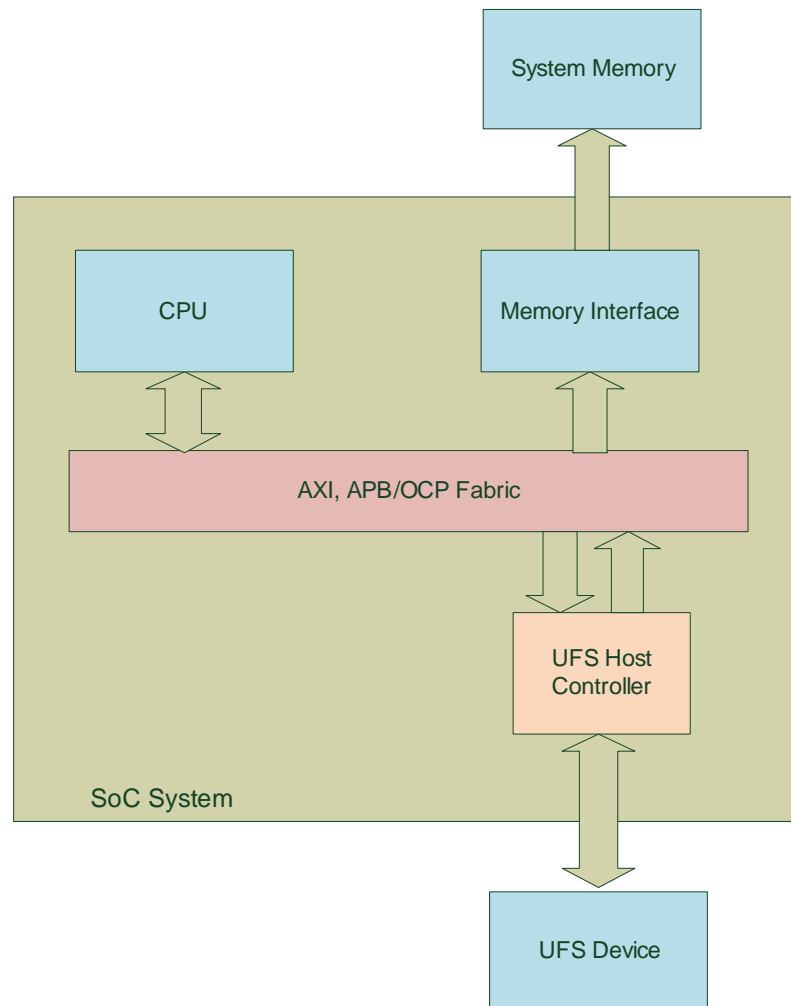 System Memory
CPU
Memory Interface
AXI, APB/OCP Fabric
UFS Host
Controller
SoC System
UFS Device